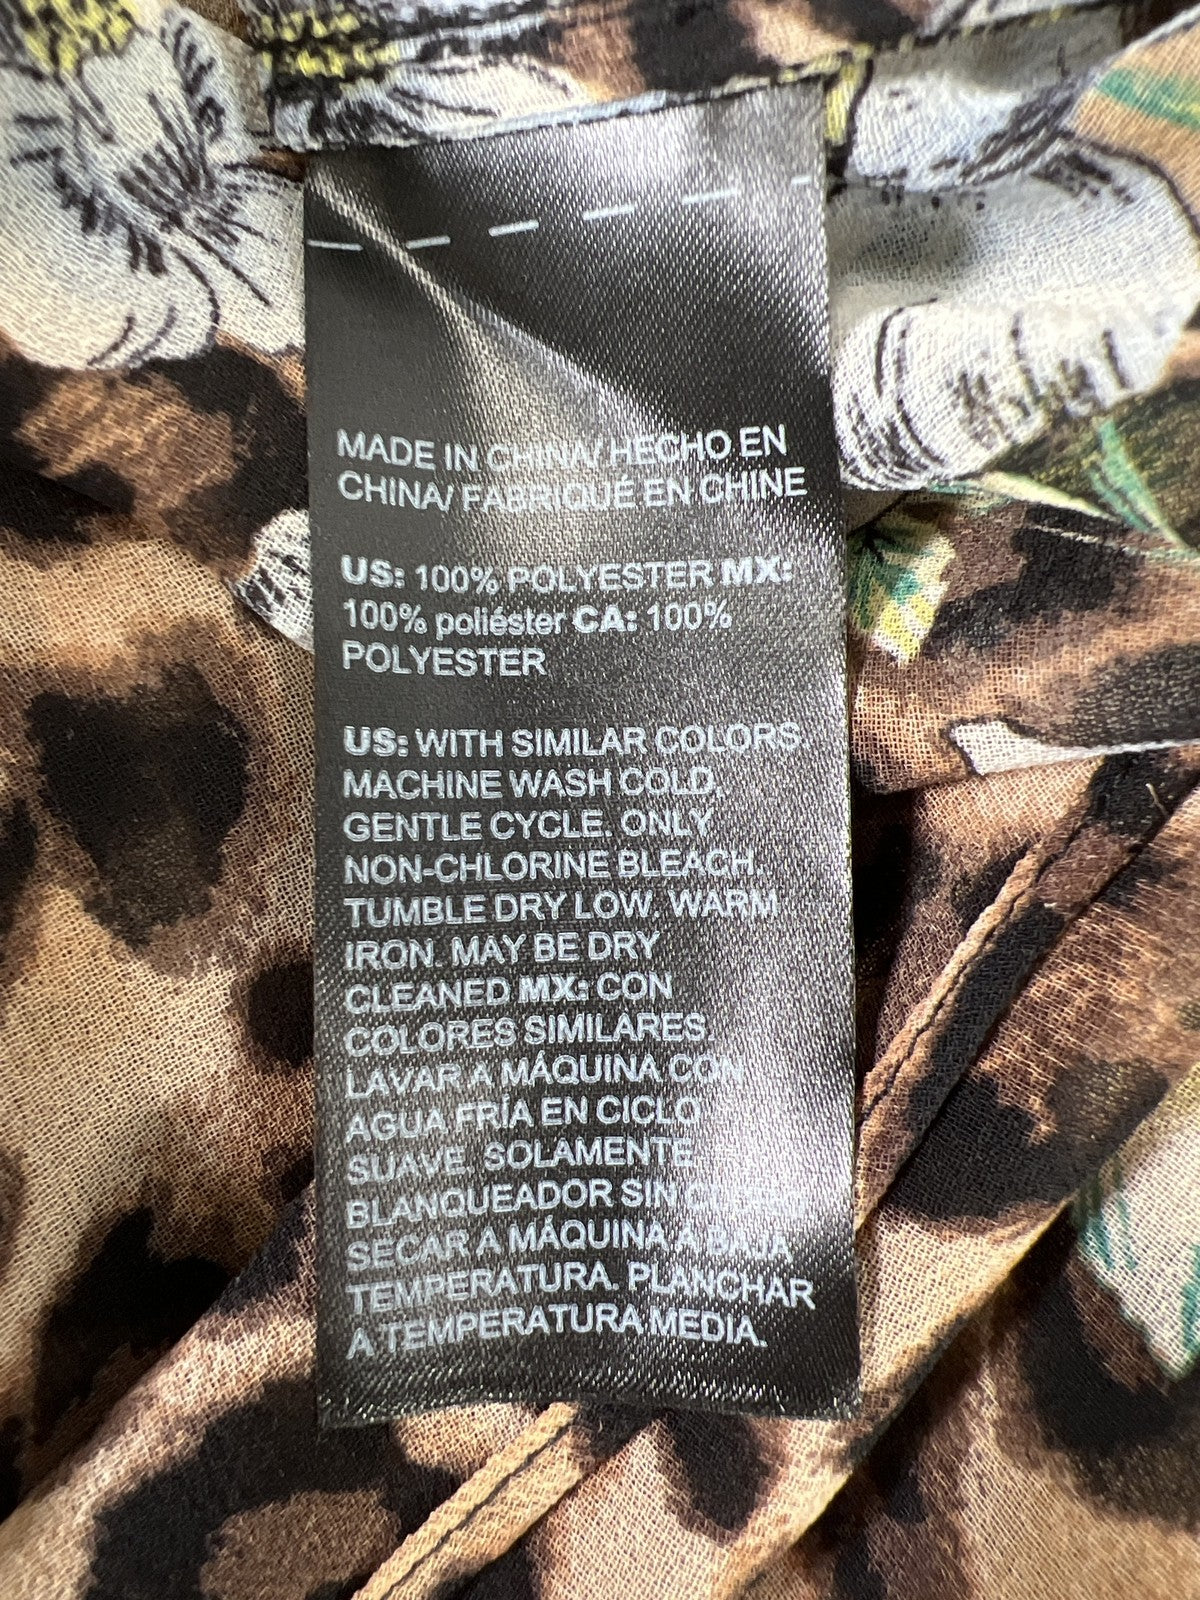 MADE IN CHINA/ HECHO EN
CHINA/ FABRIQUÉ EN CHINE
US: 100% POLYESTER MX:
100% poliéster CA: 100%
POLYESTER
US: WITH SIMILAR COLORS.
MACHINE WASH COLD.
GENTLE CYCLE. ONLY
NON-CHLORINE BLEACH.
TUMBLE DRY LOW. WARM
IRON. MAY BE DRY
CLEANED MX: CON
COLORES SIMILARES.
LAVAR A MÁQUINA CON
AGUA FRÍA EN CICLO
SUAVE. SOLAMENTE
BLANQUEADOR SIN
SECAR A MÁQUINA A BAJA
TEMPERATURA. PLANCHAR
A TEMPERATURA MEDIA.